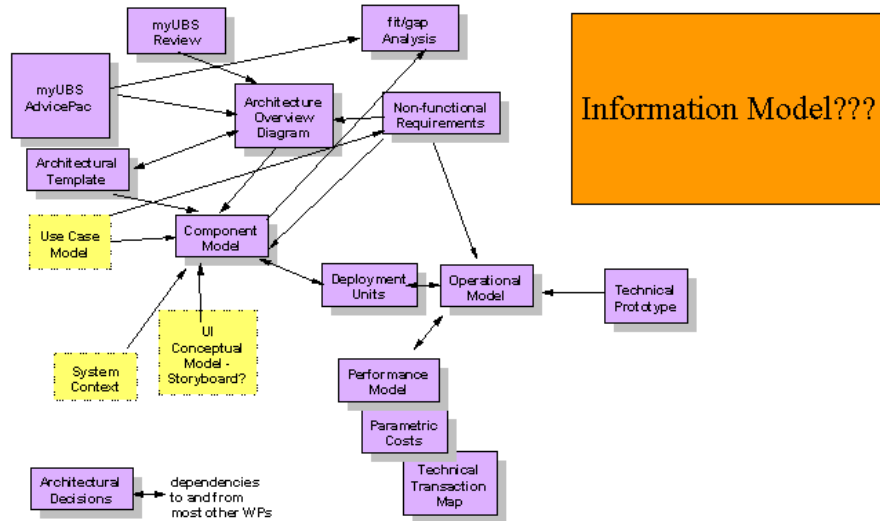 myUBS
Review
fit/gap
Analysis
myUBS
AdvicePac
Architecture
Overview
Diagram
Non-functional
Requirements
Information Model???
Architectural
Template
Use Case
Model
Component
Model
Deployment
Units
Operational
Model
Technical
Prototype
UI
Conceptual
Model -
Storyboard?
System
Context
Performance
Model
Parametric
Costs
Technical
Transaction
Map
Architectural
Decisions
dependencies
to and from
most other WPs